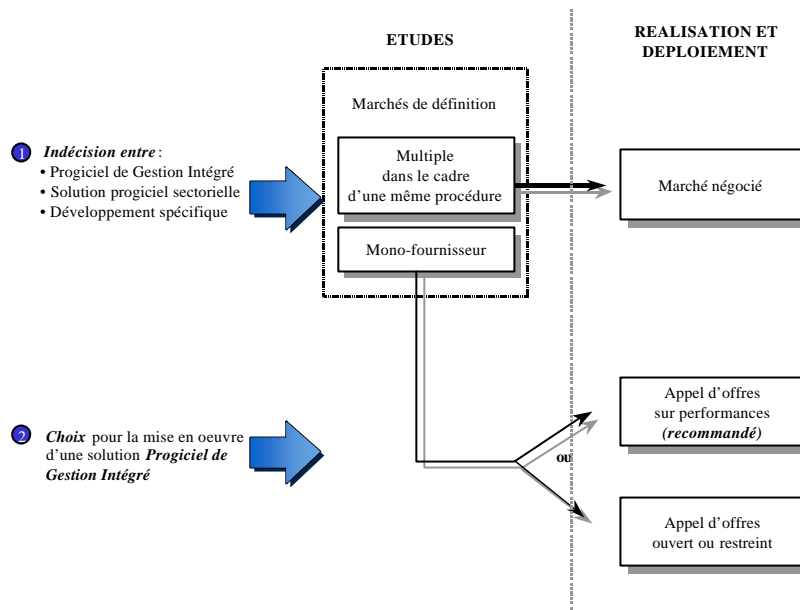 ETUDES
REALISATION ET
DEPLOIEMENT
Marchés de définition
1 Indécision entre :
• Progiciel de Gestion Intégré
• Solution progiciel sectorielle
• Développement spécifique
Multiple
dans le cadre
d'une même procédure
Marché négocié
Mono-fournisseur
2 Choix pour la mise en oeuvre
d'une solution Progiciel de
Gestion Intégré
Appel d'offres
sur performances
(recommandé)
ou
Appel d'offres
ouvert ou restreint